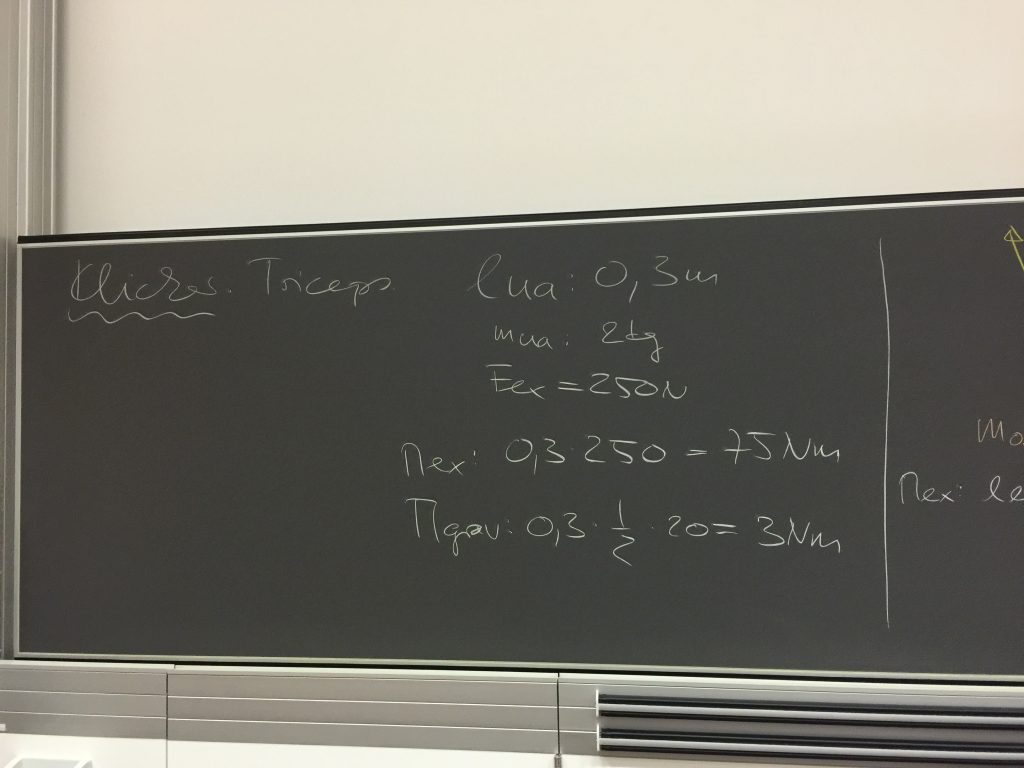 Klicker. Triceps.
lua: 0,3m
mua: 2kg
Fex = 250N
Mex: 0,3·250 = 75Nm
Mgrav: 0,3·½·20 = 3Nm
Mex: le